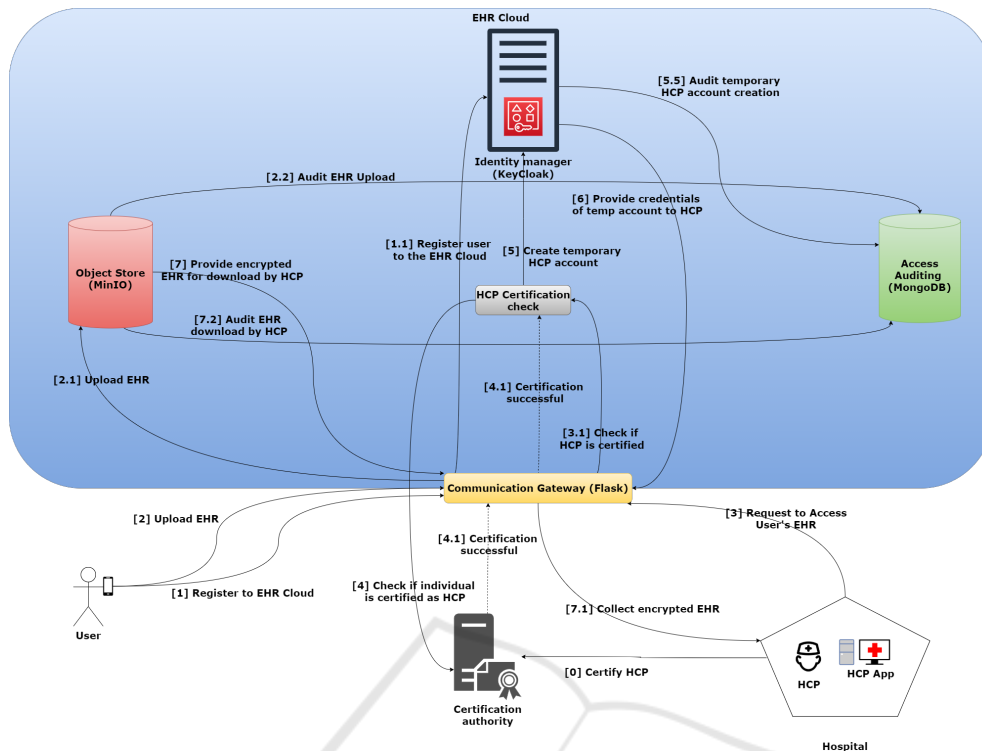 EHR Cloud
[5.5] Audit temporary
HCP account creation
Identity manager
(KeyCloak)
[2.2] Audit EHR Upload
[6] Provide credentials
of temp account to HCP
[1.1] Register user
to the EHR Cloud
[5] Create temporary
HCP account
[7] Provide encrypted
EHR for download by HCP
Object Store
(MinIO)
Access
Auditing
(MongoDB)
HCP Certification
check
[7.2] Audit EHR
download by HCP
[2.1] Upload EHR
[4.1] Certification
successful
[3.1] Check if
HCP is certified
Communication Gateway (Flask)
[2] Upload EHR
[3] Request to Access
User's EHR
[4.1] Certification
successful
[1] Register to EHR Cloud
[4] Check if individual
is certified as HCP
[7.1] Collect encrypted EHR
User
[0] Certify HCP
HCP
HCP App
Certification
authority
Hospital